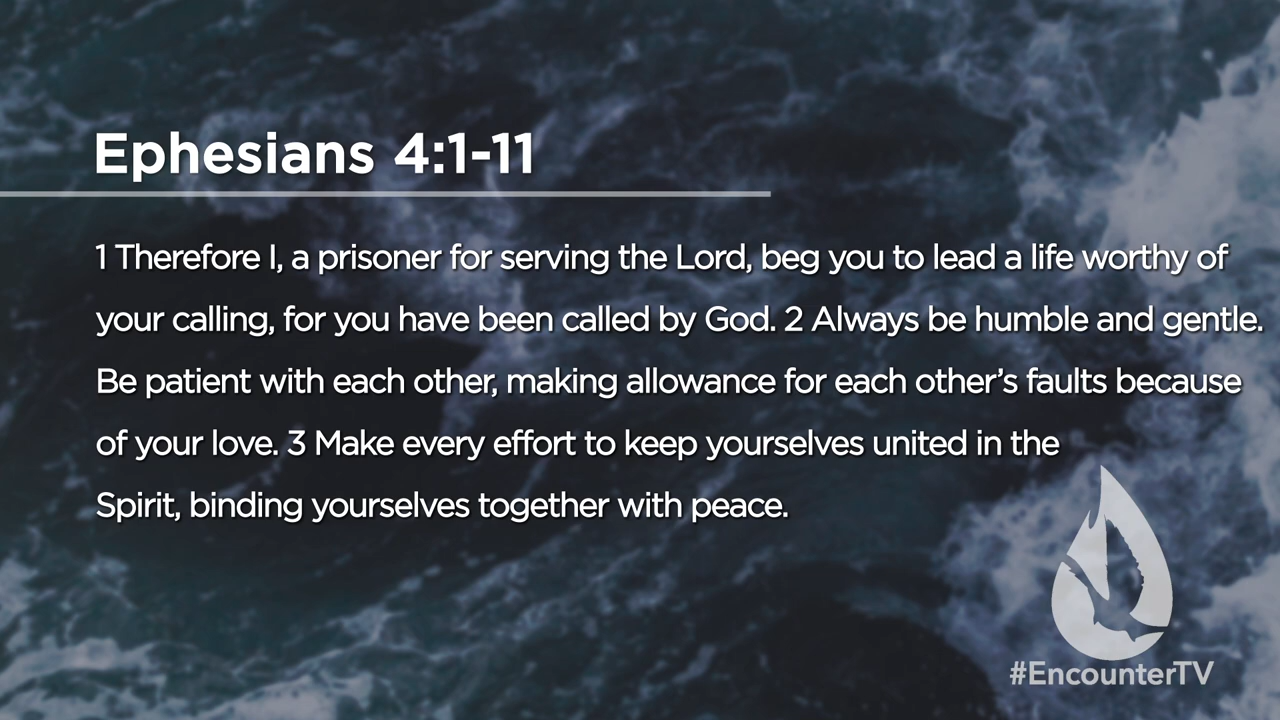 Ephesians 4:1-11
1 Therefore I, a prisoner for serving the Lord, beg you to lead a life worthy of
your calling, for you have been called by God. 2 Always be humble and gentle.
Be patient with each other, making allowance for each other’s faults because
of your love. 3 Make every effort to keep yourselves united in the
Spirit, binding yourselves together with peace.
#EncounterTV